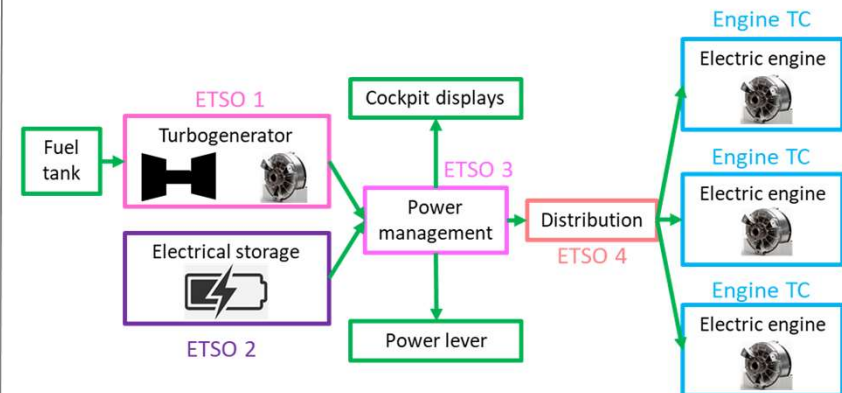 Engine TC
Electric engine
ETSO 1
Cockpit displays
Fuel
tank
Turbogenerator
ETSO 3
Engine TC
Electric engine
Power
management
Distribution
ETSO 4
Electrical storage
ETSO 2
Power lever
Engine TC
Electric engine